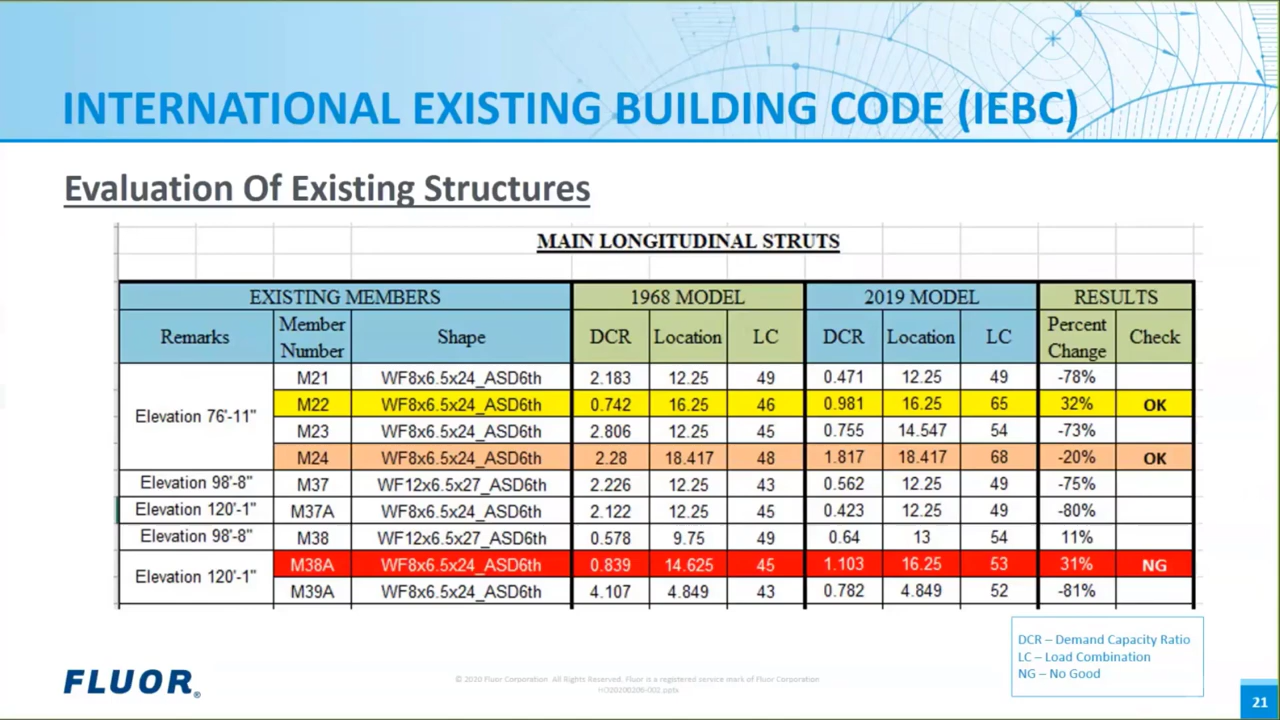 INTERNATIONAL EXISTING BUILDING CODE (IEBC)
Evaluation Of Existing Structures
MAIN LONGITUDINAL STRUTS
EXISTING MEMBERS 1968 MODEL 2019 MODEL RESULTS
Remarks Member Number Shape DCR Location LC DCR Location LC Percent Change Check
Elevation 76'-11"
M21 WF8x6.5x24_ASD6th 2.183 12.25 49 0.471 12.25 49 -78%
M22 WF8x6.5x24_ASD6th 0.742 16.25 46 0.981 16.25 65 32% OK
M23 WF8x6.5x24_ASD6th 2.806 12.25 45 0.755 14.547 54 -73%
M24 WF8x6.5x24_ASD6th 2.28 18.417 48 1.817 18.417 68 -20% OK
Elevation 98'-8" M37 WF12x6.5x27_ASD6th 2.226 12.25 43 0.562 12.25 49 -75%
Elevation 120'-1" M37A WF8x6.5x24_ASD6th 2.122 12.25 45 0.423 12.25 49 -80%
Elevation 98'-8" M38 WF12x6.5x27_ASD6th 0.578 9.75 49 0.64 13 54 11%
Elevation 120'-1"
M38A WF8x6.5x24_ASD6th 0.839 14.625 45 1.103 16.25 53 31% NG
M39A WF8x6.5x24_ASD6th 4.107 4.849 43 0.782 4.849 52 -81%
DCR – Demand Capacity Ratio
LC – Load Combination
NG – No Good
FLUOR®
© 2020 Fluor Corporation. All Rights Reserved. Fluor is a registered service mark of Fluor Corporation
HO20200206-002.pptx
21